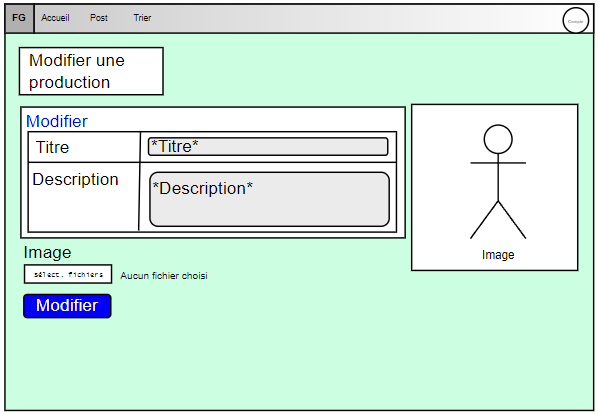 FG Accueil Post Trier Compte
Modifier une
production
Modifier
Titre *Titre*
Description *Description*
Image
Image
sélect. fichiers Aucun fichier choisi
Modifier